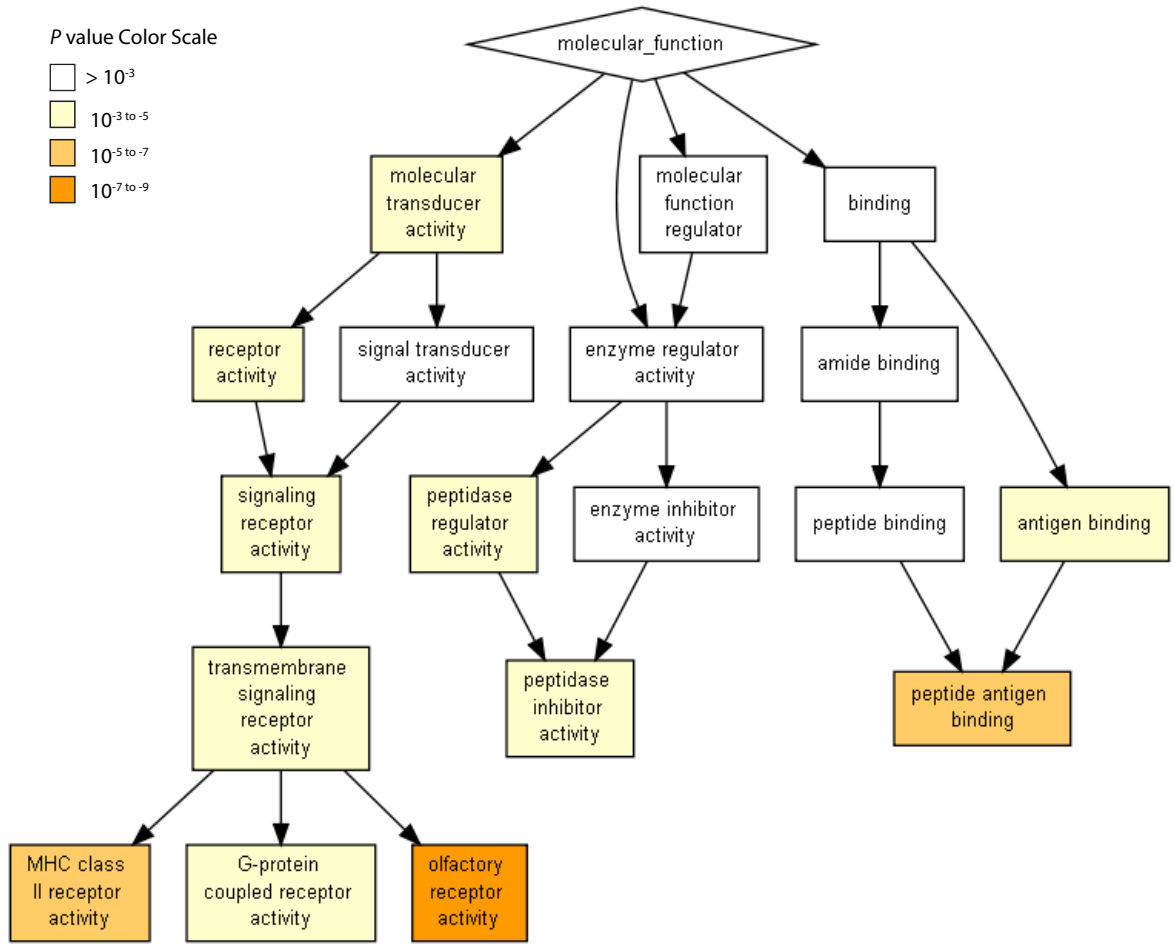 P value Color Scale
> 10⁻³
10⁻³ ᵗᵒ ⁻⁵
10⁻⁵ ᵗᵒ ⁻⁷
10⁻⁷ ᵗᵒ ⁻⁹
molecular_function
molecular
transducer
activity
molecular
function
regulator
binding
receptor
activity
signal transducer
activity
enzyme regulator
activity
amide binding
signaling
receptor
activity
peptidase
regulator
activity
enzyme inhibitor
activity
peptide binding
antigen binding
transmembrane
signaling
receptor
activity
peptidase
inhibitor
activity
peptide antigen
binding
MHC class
II receptor
activity
G-protein
coupled receptor
activity
olfactory
receptor
activity